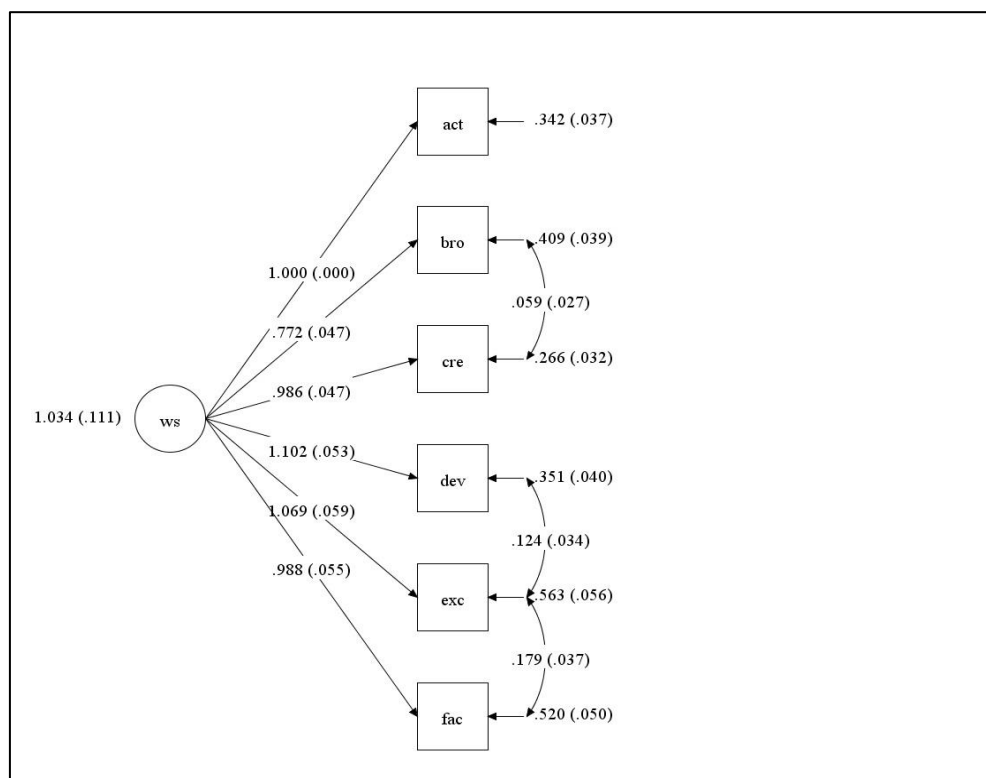 act
.342 (.037)
bro
.409 (.039)
1.000 (.000)
.059 (.027)
.772 (.047)
cre
.266 (.032)
.986 (.047)
1.034 (.111)
ws
1.102 (.053)
dev
.351 (.040)
1.069 (.059)
.124 (.034)
.988 (.055)
exc
.563 (.056)
.179 (.037)
fac
.520 (.050)